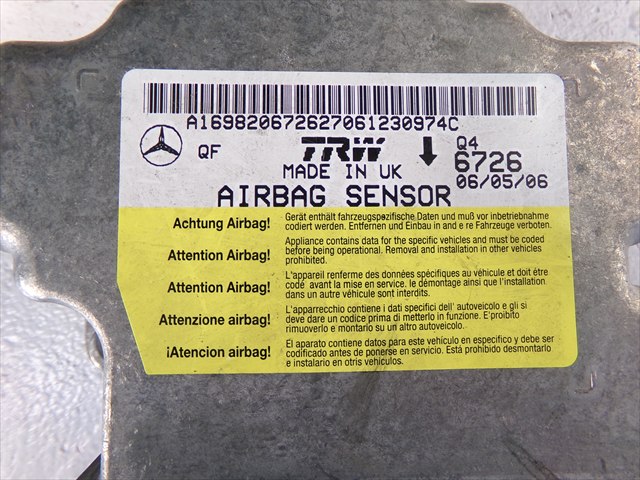 A1698206726270612309​74C
QF
TRW
Q4
6726
MADE IN UK
06/05/06
AIRBAG SENSOR
Achtung Airbag!
Gerät enthält fahrzeugspezifische Daten und muß vor inbetriebnahme
codiert werden. Entfernen und Einbau in and e re Fahrzeuge verboten.
Attention Airbag!
Appliance contains data for the specific vehicles and must be coded
before being operational. Removal and installation in other vehicles
prohibited.
Attention Airbag!
L'appareil renferme des données spécifiques au véhicule et doit être
codé avant la mise en service. le démontage ainsi que l'installation
dans un autre véhicule sont interdits.
Attenzione airbag!
L'apparecchio contiene i dati specifici dell' autoveicolo e gli si
deve dare un codice prima di metterlo in funzione. E'proibito
rimuoverlo e montario su un altro autoveicolo.
¡Atencion airbag!
El aparato contiene datos para este vehículo en especifico y debe ser
codificado antes de ponerse en servicio. Está prohibido desmontarlo
e instalarlo en otros vehículos.